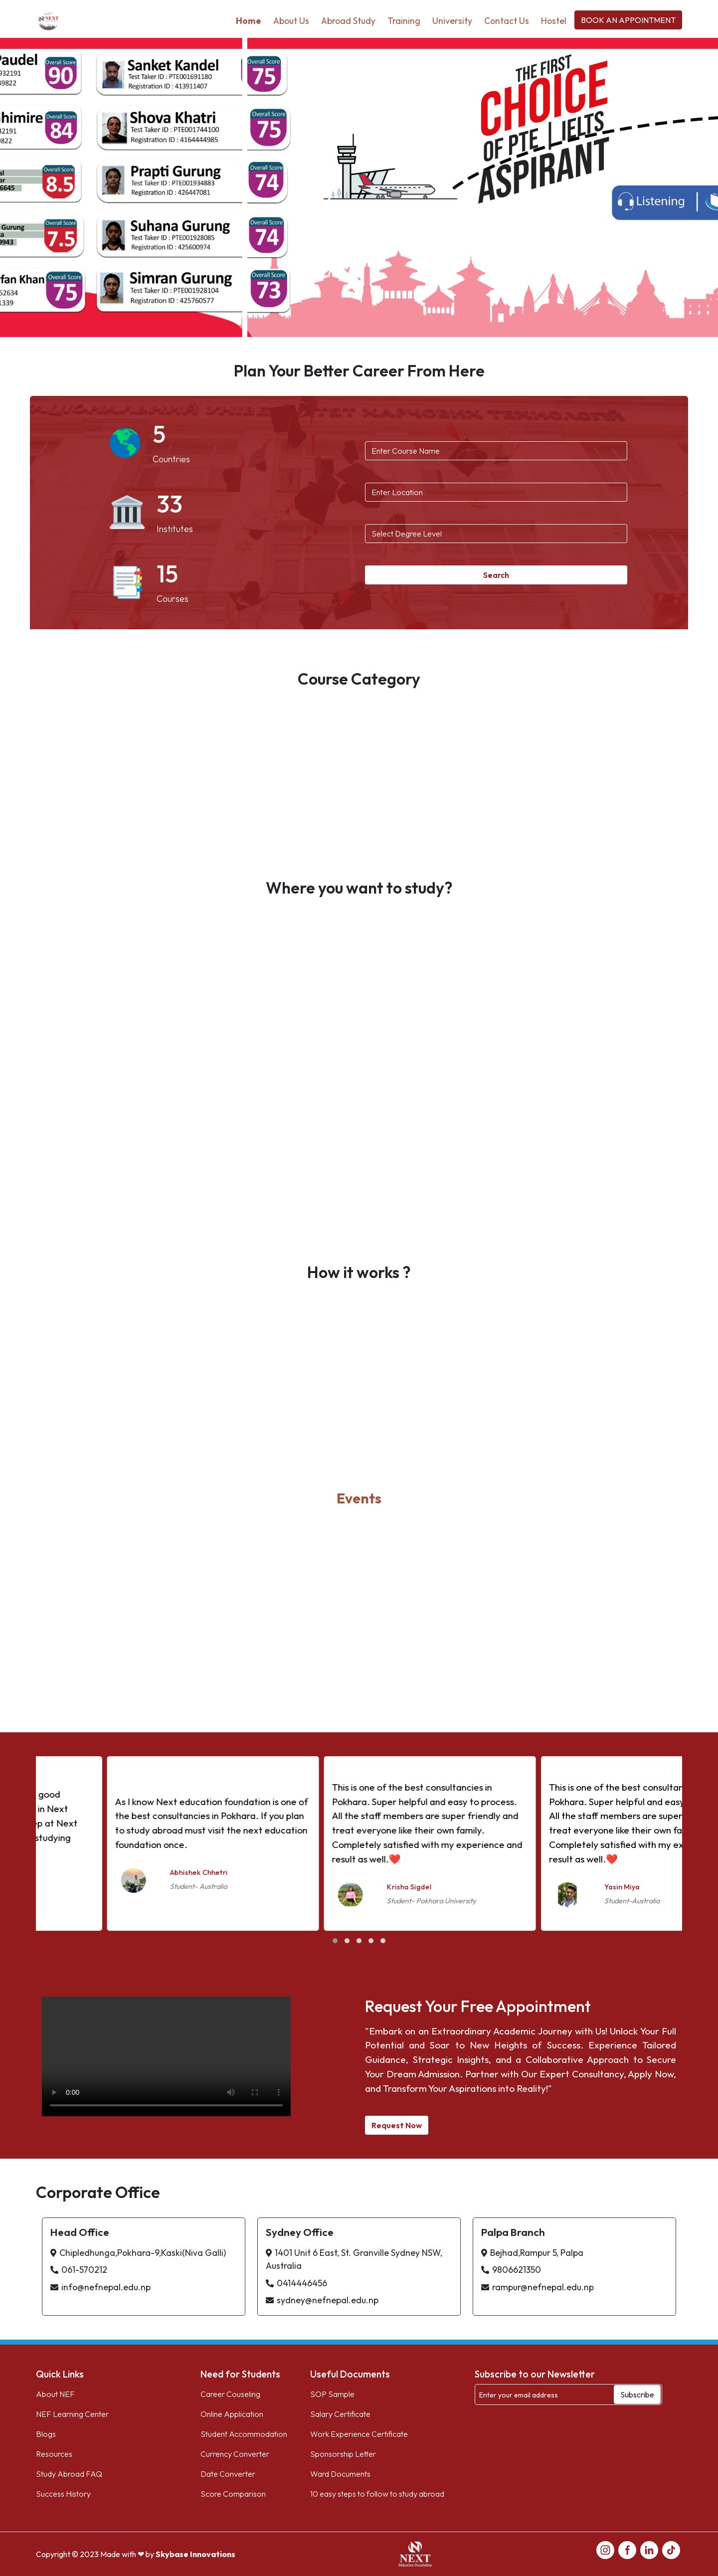 NEXT
Home
About Us
Abroad Study
Training
University
Contact Us
Hostel
BOOK AN APPOINTMENT
Paudel
932191
Overall Score
90
Sanket Kandel
Test Taker ID : PTE001691180
Registration ID : 413911407
Overall Score
75
himire
Overall Score
84
Shova Khatri
Test Taker ID : PTE001744100
Registration ID : 4164444985
Overall Score
75
Overall Score
8.5
Prapti Gurung
Test Taker ID : PTE001934883
Registration ID : 426447081
Overall Score
74
Gurung
Overall Score
7.5
Suhana Gurung
Test Taker ID : PTE001928085
Registration ID : 425600974
Overall Score
74
rfan Khan
Overall Score
75
Simran Gurung
Test Taker ID : PTE001928104
Registration ID : 425760577
Overall Score
73
THE FIRST
CHOICE
OF PTE | IELTS
ASPIRANT
Listening
Plan Your Better Career From Here
5
Countries
33
Institutes
15
Courses
Enter Course Name
Enter Location
Select Degree Level
Search
Course Category
Where you want to study?
How it works ?
Events
good
in Next
ep at Next
studying
As I know Next education foundation is one of
the best consultancies in Pokhara. If you plan
to study abroad must visit the next education
foundation once.
Abhishek Chhetri
Student- Australia
This is one of the best consultancies in
Pokhara. Super helpful and easy to process.
All the staff members are super friendly and
treat everyone like their own family.
Completely satisfied with my experience and
result as well.❤️
Krisha Sigdel
Student- Pokhara University
This is one of the best consultan
Pokhara. Super helpful and easy
All the staff members are super
treat everyone like their own fa
Completely satisfied with my ex
result as well.❤️
Yasin Miya
Student-Australia
0:00
Request Your Free Appointment
"Embark on an Extraordinary Academic Journey with Us! Unlock Your Full
Potential and Soar to New Heights of Success. Experience Tailored
Guidance, Strategic Insights, and a Collaborative Approach to Secure
Your Dream Admission. Partner with Our Expert Consultancy, Apply Now,
and Transform Your Aspirations into Reality!"
Request Now
Corporate Office
Head Office
Chipledhunga,Pokhara-9,Kaski(Niva Galli)
061-570212
info@nefnepal.edu.np
Sydney Office
1401 Unit 6 East, St. Granville Sydney NSW,
Australia
0414446456
sydney@nefnepal.edu.np
Palpa Branch
Bejhad,Rampur 5, Palpa
9806621350
rampur@nefnepal.edu.np
Quick Links
About NEF
NEF Learning Center
Blogs
Resources
Study Abroad FAQ
Success History
Need for Students
Career Couseling
Online Application
Student Accommodation
Currency Converter
Date Converter
Score Comparison
Useful Documents
SOP Sample
Salary Certificate
Work Experience Certificate
Sponsorship Letter
Ward Documents
10 easy steps to follow to study abroad
Subscribe to our Newsletter
Enter your email address
Subscribe
Copyright © 2023 Made with ❤ by Skybase Innovations
NEXT
Education Foundation